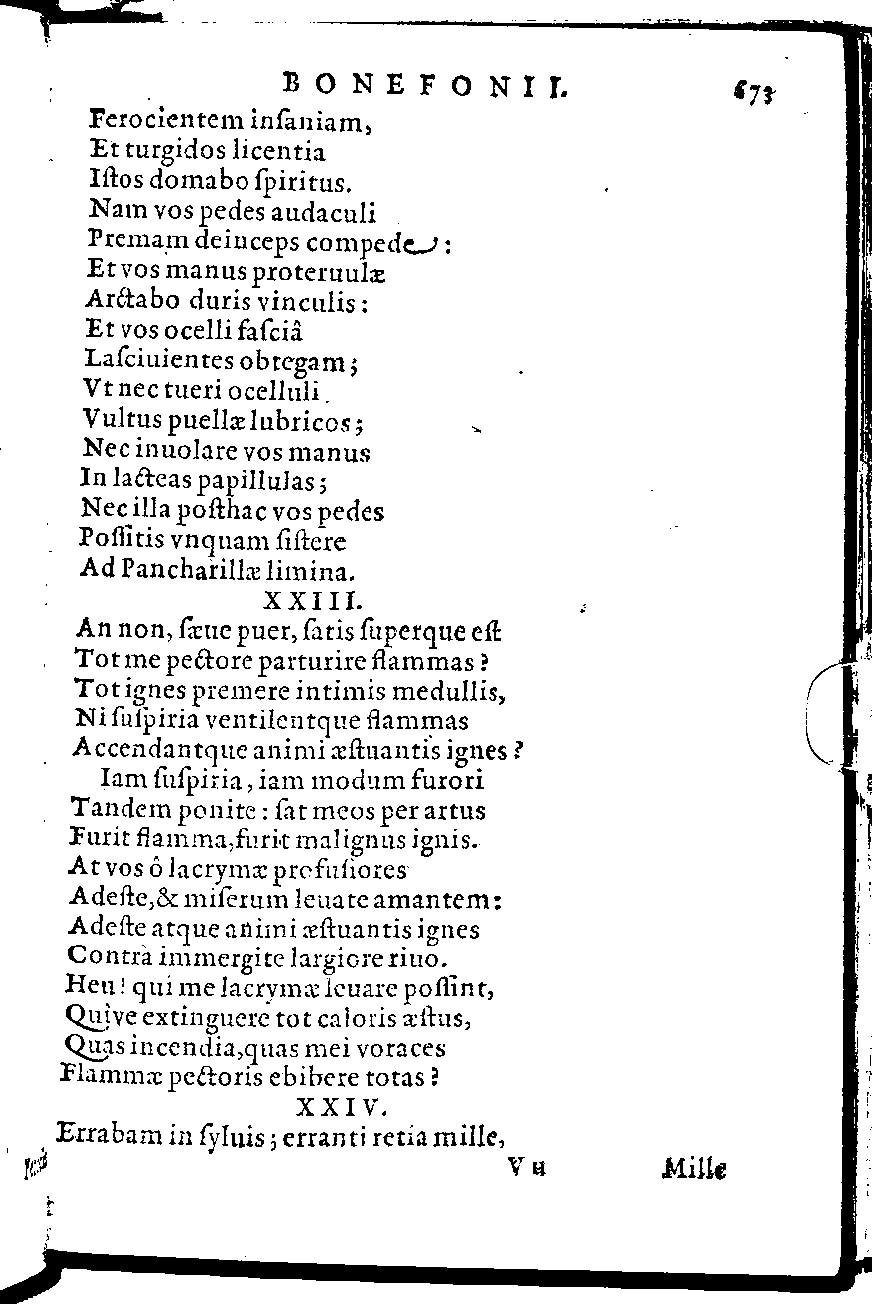 BONEFONII. 673
Ferocientem inſaniam,
Et turgidos licentia
Iſtos domabo ſpiritus.
Nam vos pedes audaculi
Premam deinceps compede:
Et vos manus proteruulæ
Arctabo duris vinculis:
Et vos ocelli faſciâ
Laſciuientes obtegam;
Vt nec tueri ocelluli
Vultus puellæ lubricos;
Nec inuolare vos manus
In lacteas papillulas;
Nec illa poſthac vos pedes
Poſſitis vnquam ſiſtere
Ad Pancharillæ limina.
XXIII.
An non, ſæue puer, ſatis ſuperque eſt
Tot me pectore parturire flammas?
Tot ignes premere intimis medullis,
Ni ſuſpiria ventilentque flammas
Accendantque animi æſtuantis ignes?
Iam ſuſpiria, iam modum furori
Tandem ponite: ſat meos per artus
Furit flamma, furit malignus ignis.
At vos ô lacrymæ profuſiores
Adeſte, & miſerum leuate amantem:
Adeſte atque animi æſtuantis ignes
Contrà immergite largiore riuo.
Heu! qui me lacrymæ leuare poſſint,
Quìve extinguere tot caloris æſtus,
Quas incendia, quas mei voraces
Flammæ pectoris ebibere totas?
XXIV.
Errabam in ſyluis; erranti retia mille,
Vu Mille